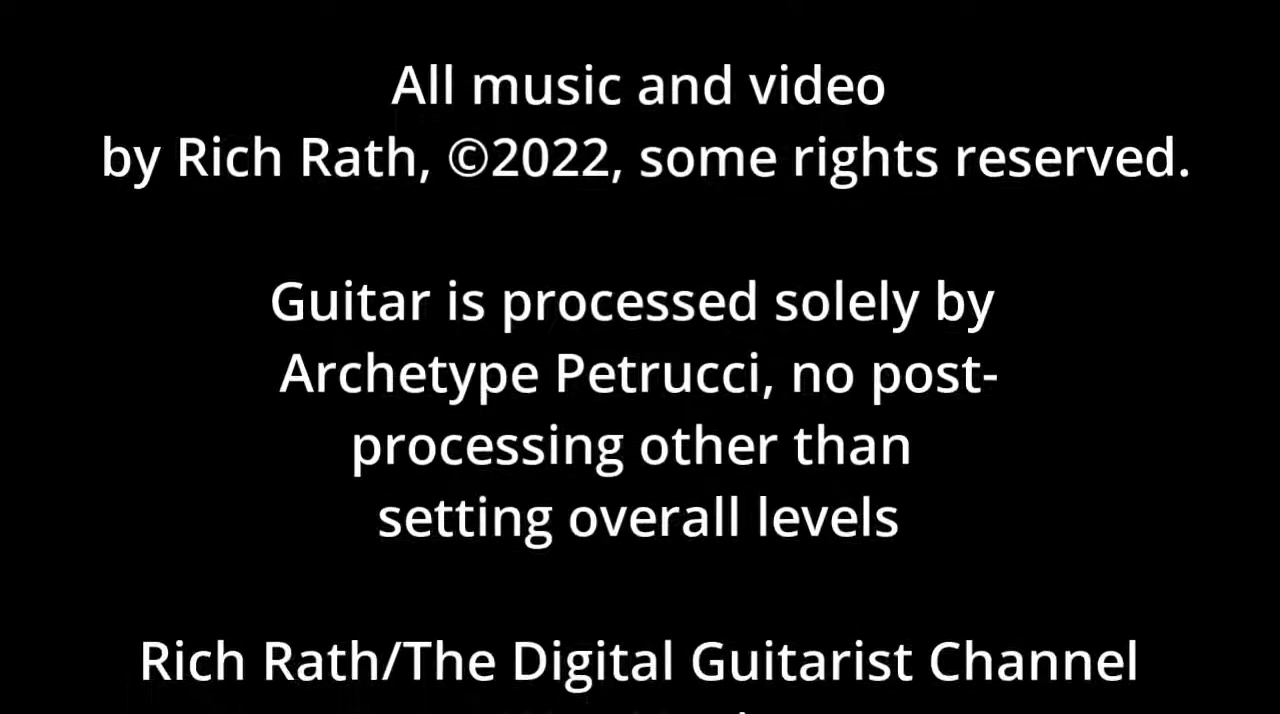 All music and video
by Rich Rath, ©2022, some rights reserved.
Guitar is processed solely by
Archetype Petrucci, no post-
processing other than
setting overall levels
Rich Rath/The Digital Guitarist Channel